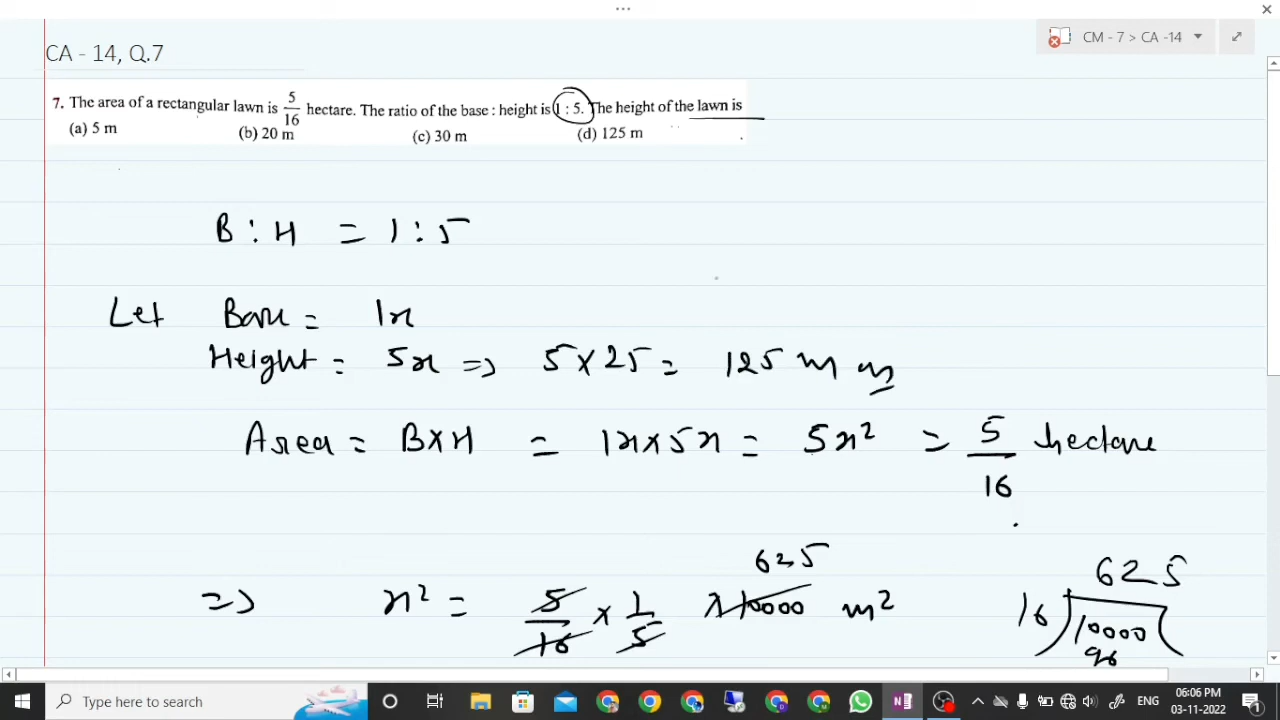 CM - 7 > CA -14
CA - 14, Q.7
7. The area of a rectangular lawn is 5/16 hectare. The ratio of the base : height is 1 : 5. The height of the lawn is
(a) 5 m (b) 20 m (c) 30 m (d) 125 m
B : H = 1 : 5
Let Base = 1x
Height = 5x => 5 × 25 = 125 m
Area = B×H = 1x × 5x = 5x² = 5/16 hectare
625 625
=> x² = 5/16 × 1/5 × 10000 m² 16 ) 10000 (
96
Type here to search
ENG
06:06 PM
03-11-2022
1